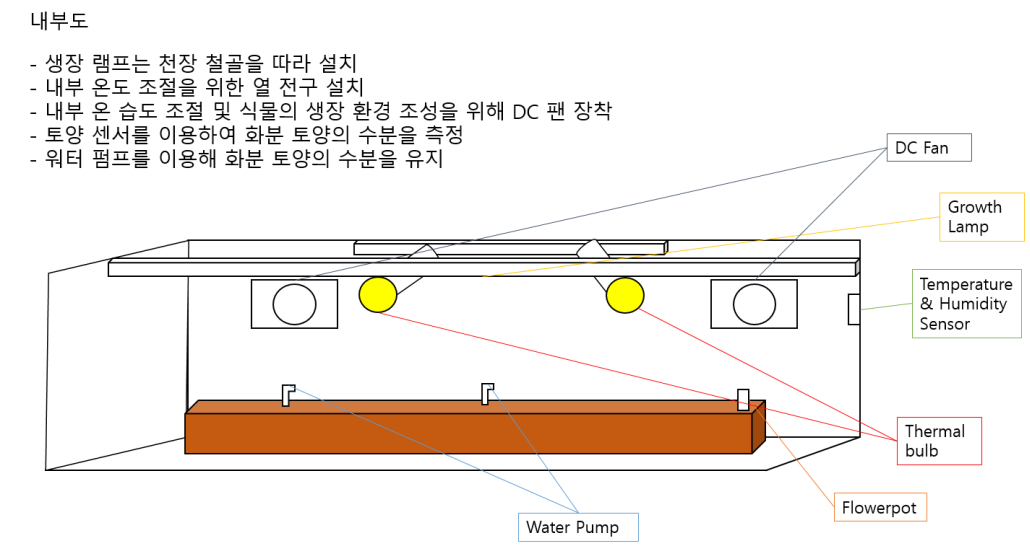 내부도
- 생장 램프는 천장 철골을 따라 설치
- 내부 온도 조절을 위한 열 전구 설치
- 내부 온 습도 조절 및 식물의 생장 환경 조성을 위해 DC 팬 장착
- 토양 센서를 이용하여 화분 토양의 수분을 측정
- 워터 펌프를 이용해 화분 토양의 수분을 유지
DC Fan
Growth
Lamp
Temperature
& Humidity
Sensor
Thermal
bulb
Flowerpot
Water Pump